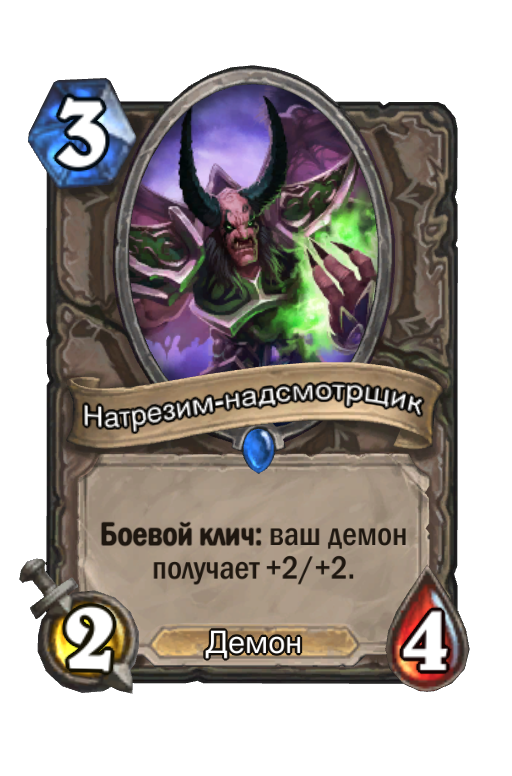 3
Натрезим-надсмотрщик
Боевой клич: ваш демон
получает +2/+2.
2
Демон
4